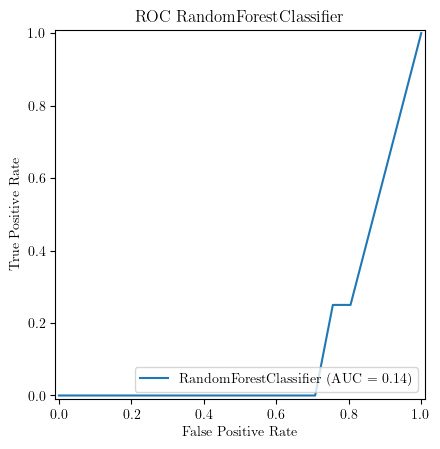 ROC RandomForestClassifier
True Positive Rate
1.0
0.8
0.6
0.4
0.2
0.0
RandomForestClassifier (AUC = 0.14)
0.0 0.2 0.4 0.6 0.8 1.0
False Positive Rate